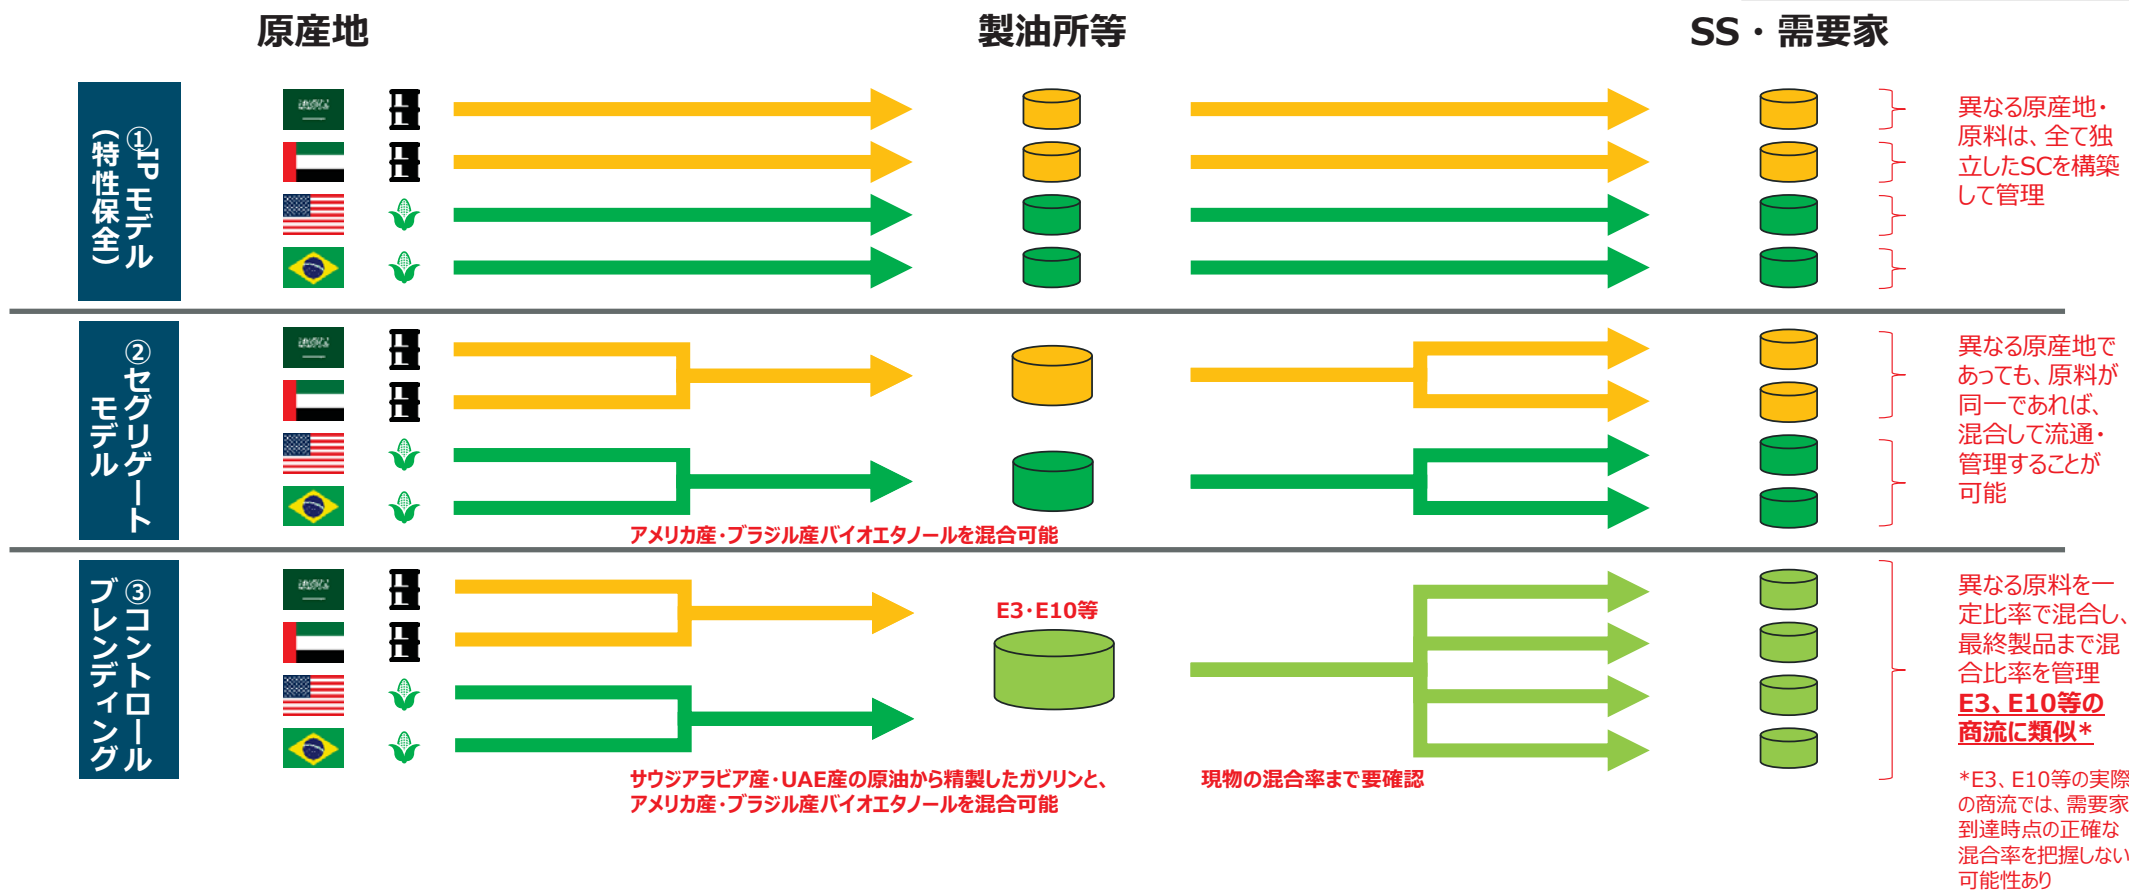 原産地
製油所等
SS・需要家
①IPモデル
(特性保全)
異なる原産地・
原料は、全て独
立したSCを構築
して管理
②セグリゲート
モデル
アメリカ産・ブラジル産バイオエタノールを混合可能
異なる原産地で
あっても、原料が
同一であれば、
混合して流通・
管理することが
可能
③コントロール
ブレンディング
E3・E10等
サウジアラビア産・UAE産の原油から精製したガソリンと、
アメリカ産・ブラジル産バイオエタノールを混合可能
現物の混合率まで要確認
異なる原料を一
定比率で混合し、
最終製品まで混
合比率を管理
E3、E10等の
商流に類似*
*E3、E10等の実際
の商流では、需要家
到達時点の正確な
混合率を把握しない
可能性あり